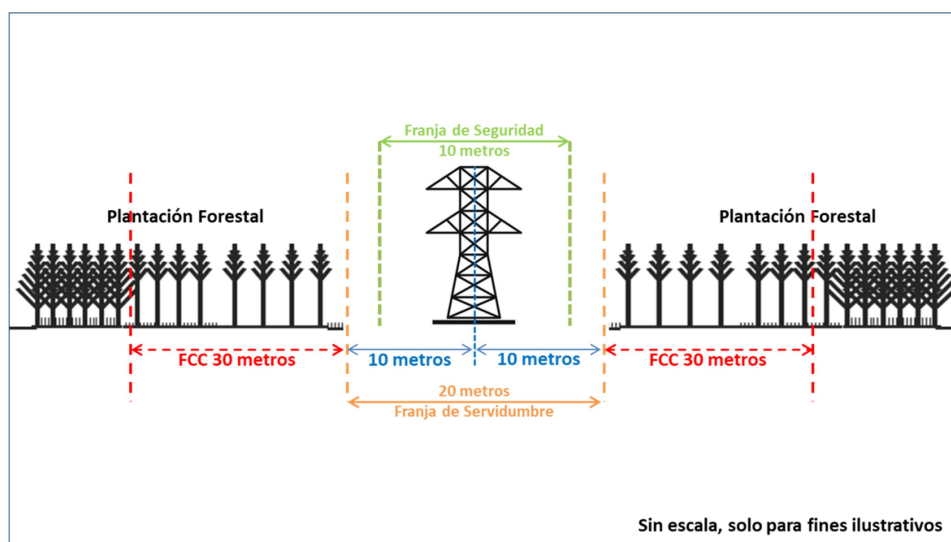 Franja de Seguridad
10 metros
Plantación Forestal
Plantación Forestal
FCC 30 metros
10 metros
10 metros
FCC 30 metros
20 metros
Franja de Servidumbre
Sin escala, solo para fines ilustrativos